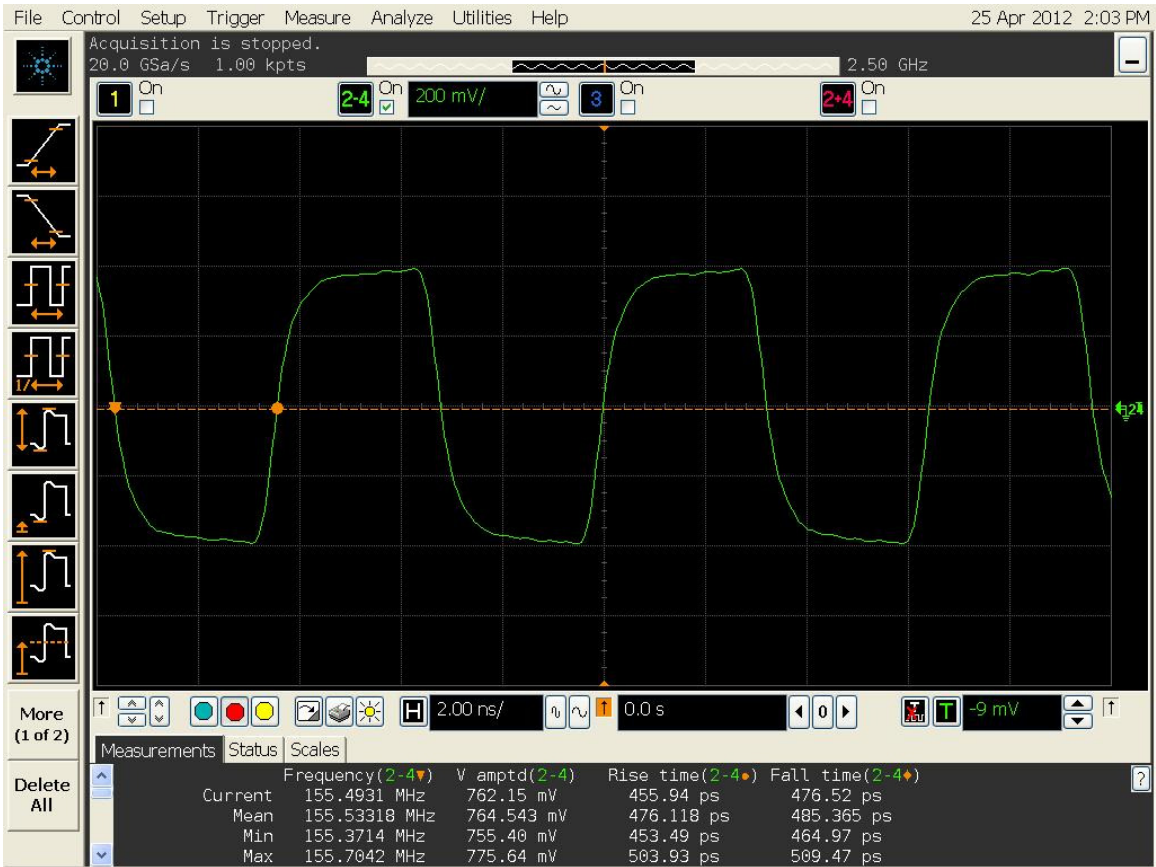 File Control Setup Trigger Measure Analyze Utilities Help 25 Apr 2012 2:03 PM
Acquisition is stopped.
20.0 GSa/s 1.00 kpts 2.50 GHz
1 On 2-4 On 200 mV/ 3 On 2+4 On
1/
More
(1 of 2)
Delete
All
H 2.00 ns/ 0.0 s 0 T -9 mV
Measurements Status Scales
Frequency(2-4) V amptd(2-4) Rise time(2-4) Fall time(2-4) ?
Current 155.4931 MHz 762.15 mV 455.94 ps 476.52 ps
Mean 155.53318 MHz 764.543 mV 476.118 ps 485.365 ps
Min 155.3714 MHz 755.40 mV 453.49 ps 464.97 ps
Max 155.7042 MHz 775.64 mV 503.93 ps 509.47 ps